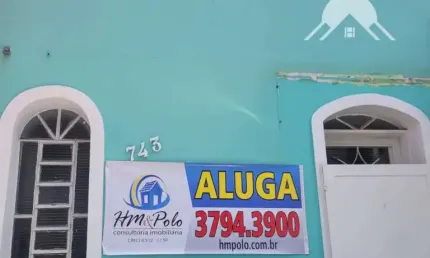 743
HM&Polo
consultoria imobiliária
ALUGA
3794.3900
hmpolo.com.br